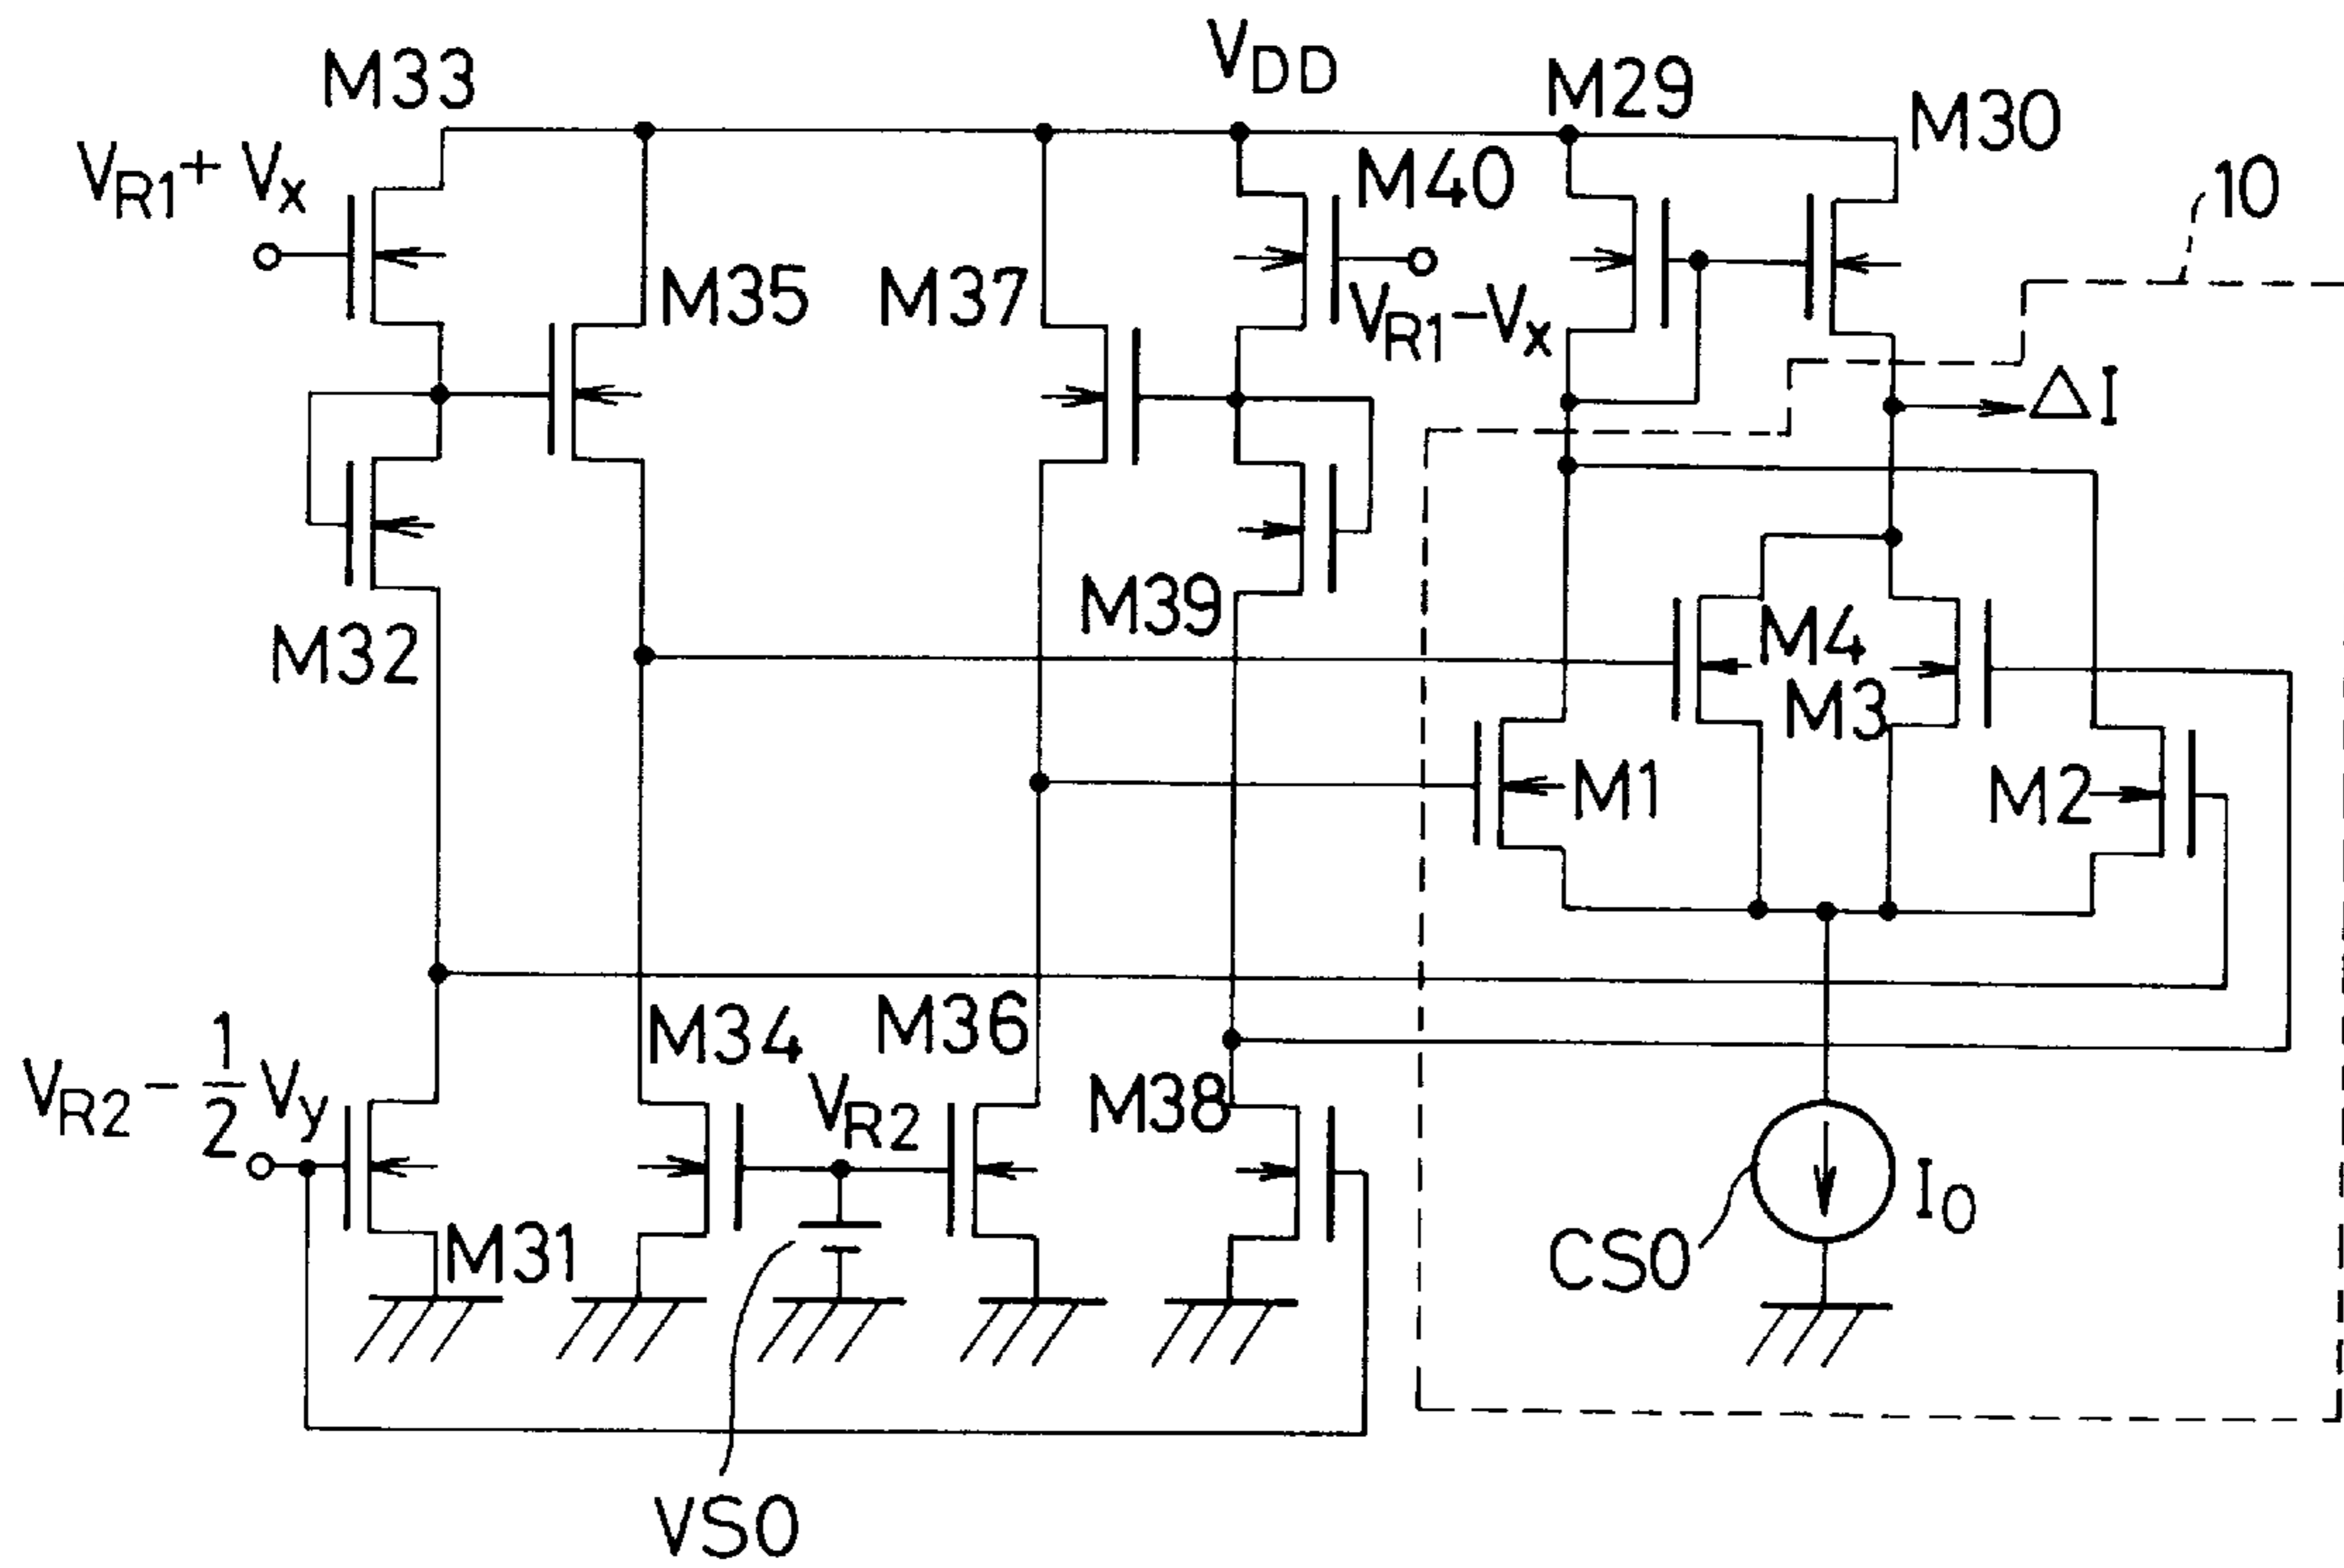 VDD
M33
M29
M30
VR1 + Vx
M40
10
M35
M37
VR1 - Vx
ΔI
M39
M32
M4
M3
M1
M2
M34
M36
VR2 - 1/2 Vy
VR2
M38
M31
CS0
I0
VS0